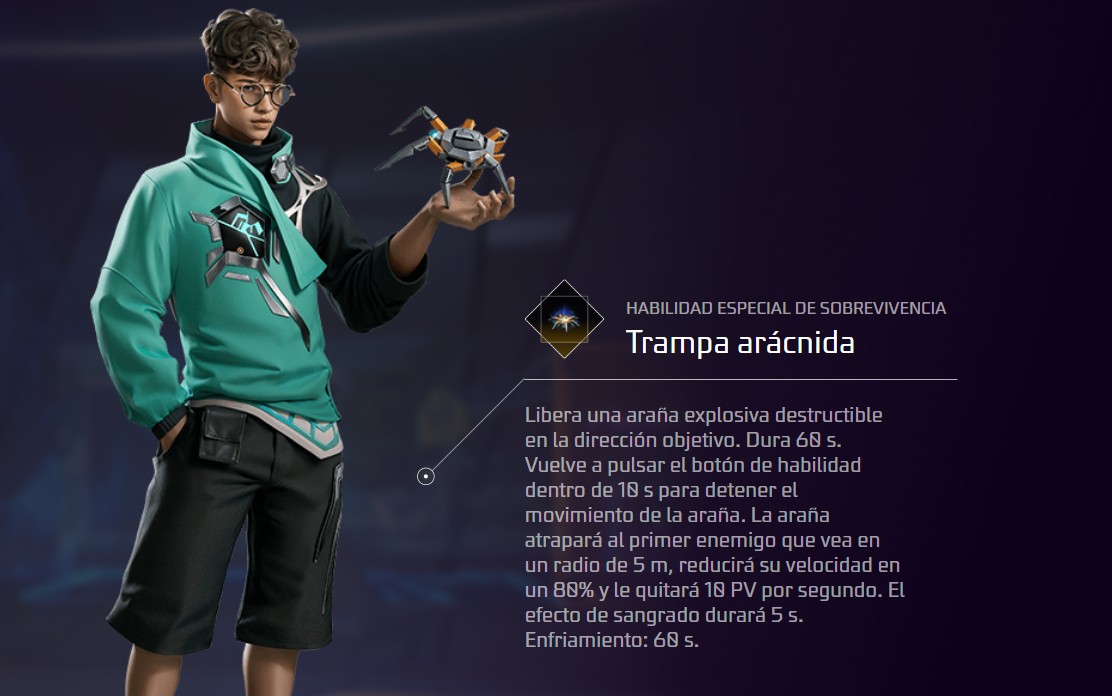 HABILIDAD ESPECIAL DE SOBREVIVENCIA
Trampa arácnida
Libera una araña explosiva destructible
en la dirección objetivo. Dura 60 s.
Vuelve a pulsar el botón de habilidad
dentro de 10 s para detener el
movimiento de la araña. La araña
atrapará al primer enemigo que vea en
un radio de 5 m, reducirá su velocidad en
un 80% y le quitará 10 PV por segundo. El
efecto de sangrado durará 5 s.
Enfriamiento: 60 s.